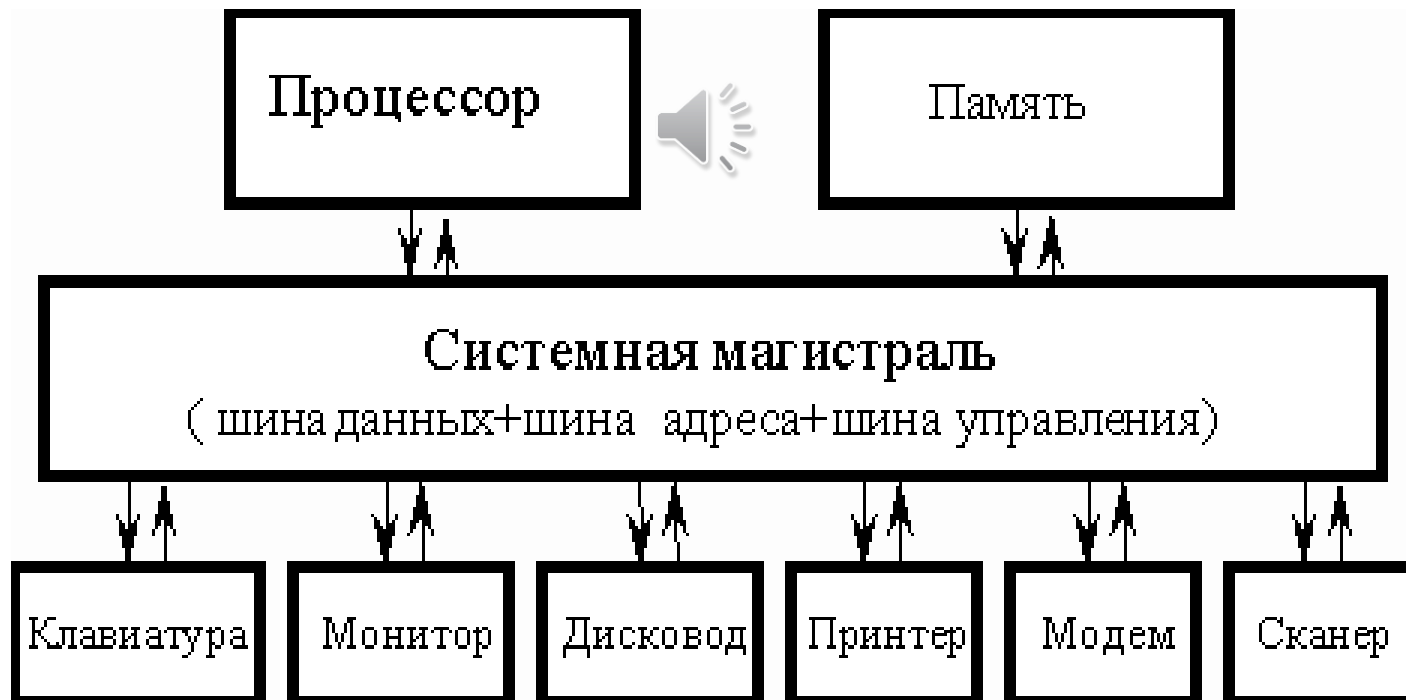 Процессор
Память
Системная магистраль
( шина данных+шина адреса+шина управления)
Клавиатура
Монитор
Дисковод
Принтер
Модем
Сканер